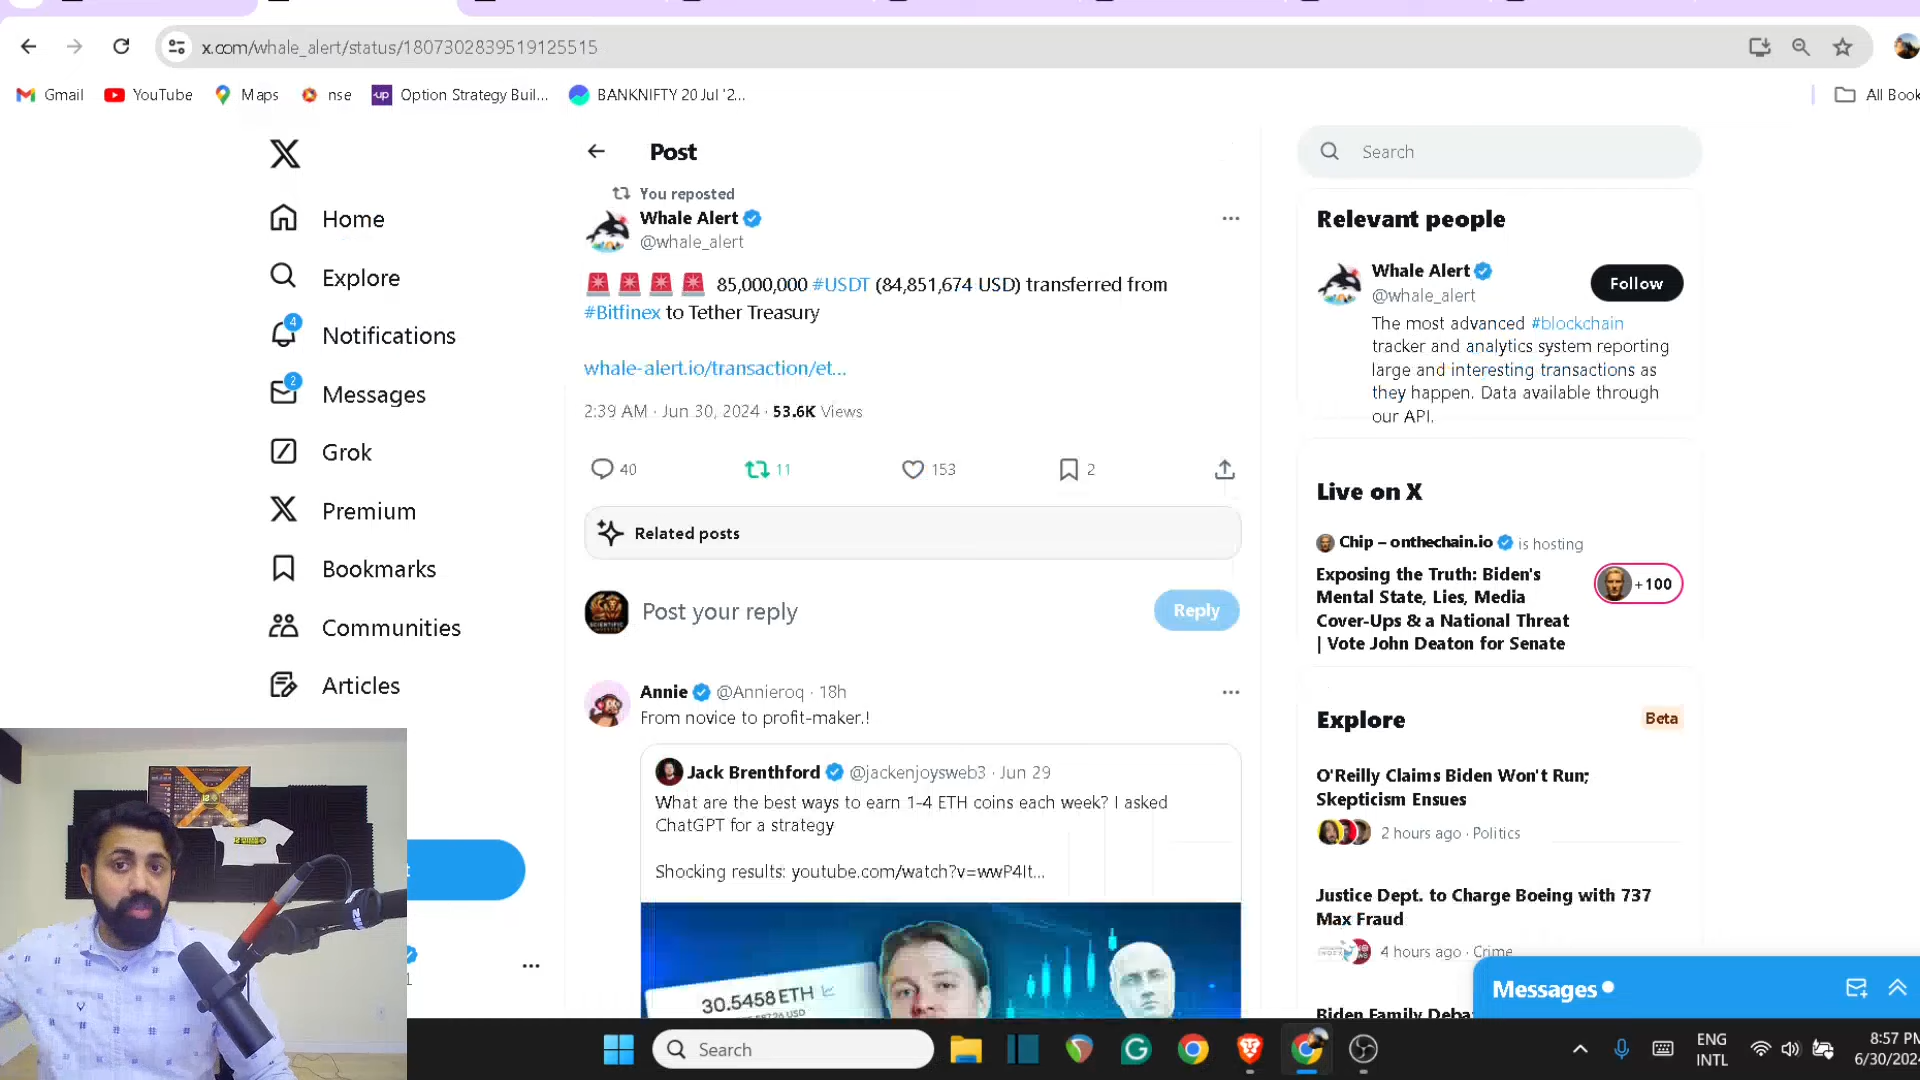 x.com/whale_alert/status/1807302839519125515
Gmail
YouTube
Maps
nse
up
Option Strategy Buil...
BANKNIFTY 20 Jul '2...
All Book
Home
Explore
4
Notifications
2
Messages
Grok
Premium
Bookmarks
Communities
Articles
Post
You reposted
Whale Alert
@whale_alert
85,000,000 #USDT (84,851,674 USD) transferred from
#Bitfinex to Tether Treasury
whale-alert.io/transaction/et...
2:39 AM · Jun 30, 2024 · 53.6K Views
40
11
153
2
Related posts
Post your reply
Reply
Annie @Annieroq · 18h
From novice to profit-maker.!
Jack Brenthford @jackenjoysweb3 · Jun 29
What are the best ways to earn 1-4 ETH coins each week? I asked
ChatGPT for a strategy
Shocking results: youtube.com/watch?v=wwP4It...
30.5458 ETH
Search
Relevant people
Whale Alert
@whale_alert
Follow
The most advanced #blockchain
tracker and analytics system reporting
large and interesting transactions as
they happen. Data available through
our API.
Live on X
Chip – onthechain.io is hosting
Exposing the Truth: Biden's
Mental State, Lies, Media
Cover-Ups & a National Threat
| Vote John Deaton for Senate
+100
Explore
Beta
O'Reilly Claims Biden Won't Run;
Skepticism Ensues
2 hours ago · Politics
Justice Dept. to Charge Boeing with 737
Max Fraud
4 hours ago · Crime
Biden Family Deba
Messages
Search
ENG
INTL
8:57 PM
6/30/202